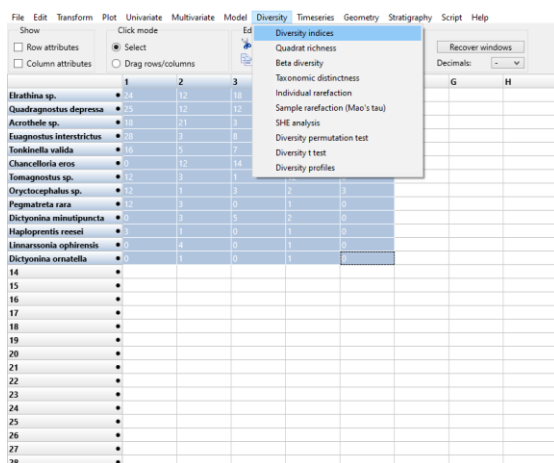 File Edit Transform Plot Univariate Multivariate Model Diversity Timeseries Geometry Stratigraphy Script Help
Show Click mode Ed
Row attributes Select Recover windows
Column attributes Drag rows/columns Decimals: -
Diversity indices
Quadrat richness
Beta diversity
Taxonomic distinctness
Individual rarefaction
Sample rarefaction (Mao's tau)
SHE analysis
Diversity permutation test
Diversity t test
Diversity profiles
1 2 3 G H
Elrathina sp. 24 12 18
Quadragnostus depressa 25 12 12
Acrothele sp. 18 21 3
Euagnostus interstrictus 28 3 8
Tonkinella valida 16 5 7
Chancelloria eros 0 12 14
Tomagnostus sp. 12 3 1
Oryctocephalus sp. 12 1 3 2 3
Pegmatreta rara 12 3 0 1 0
Dictyonina minutipuncta 0 3 5 2 0
Haploprentis reesei 3 1 0 1 0
Linnarssonia ophirensis 0 4 0 1 0
Dictyonina ornatella 0 1 0 1 0
14
15
16
17
18
19
20
21
22
23
24
25
26
27
28